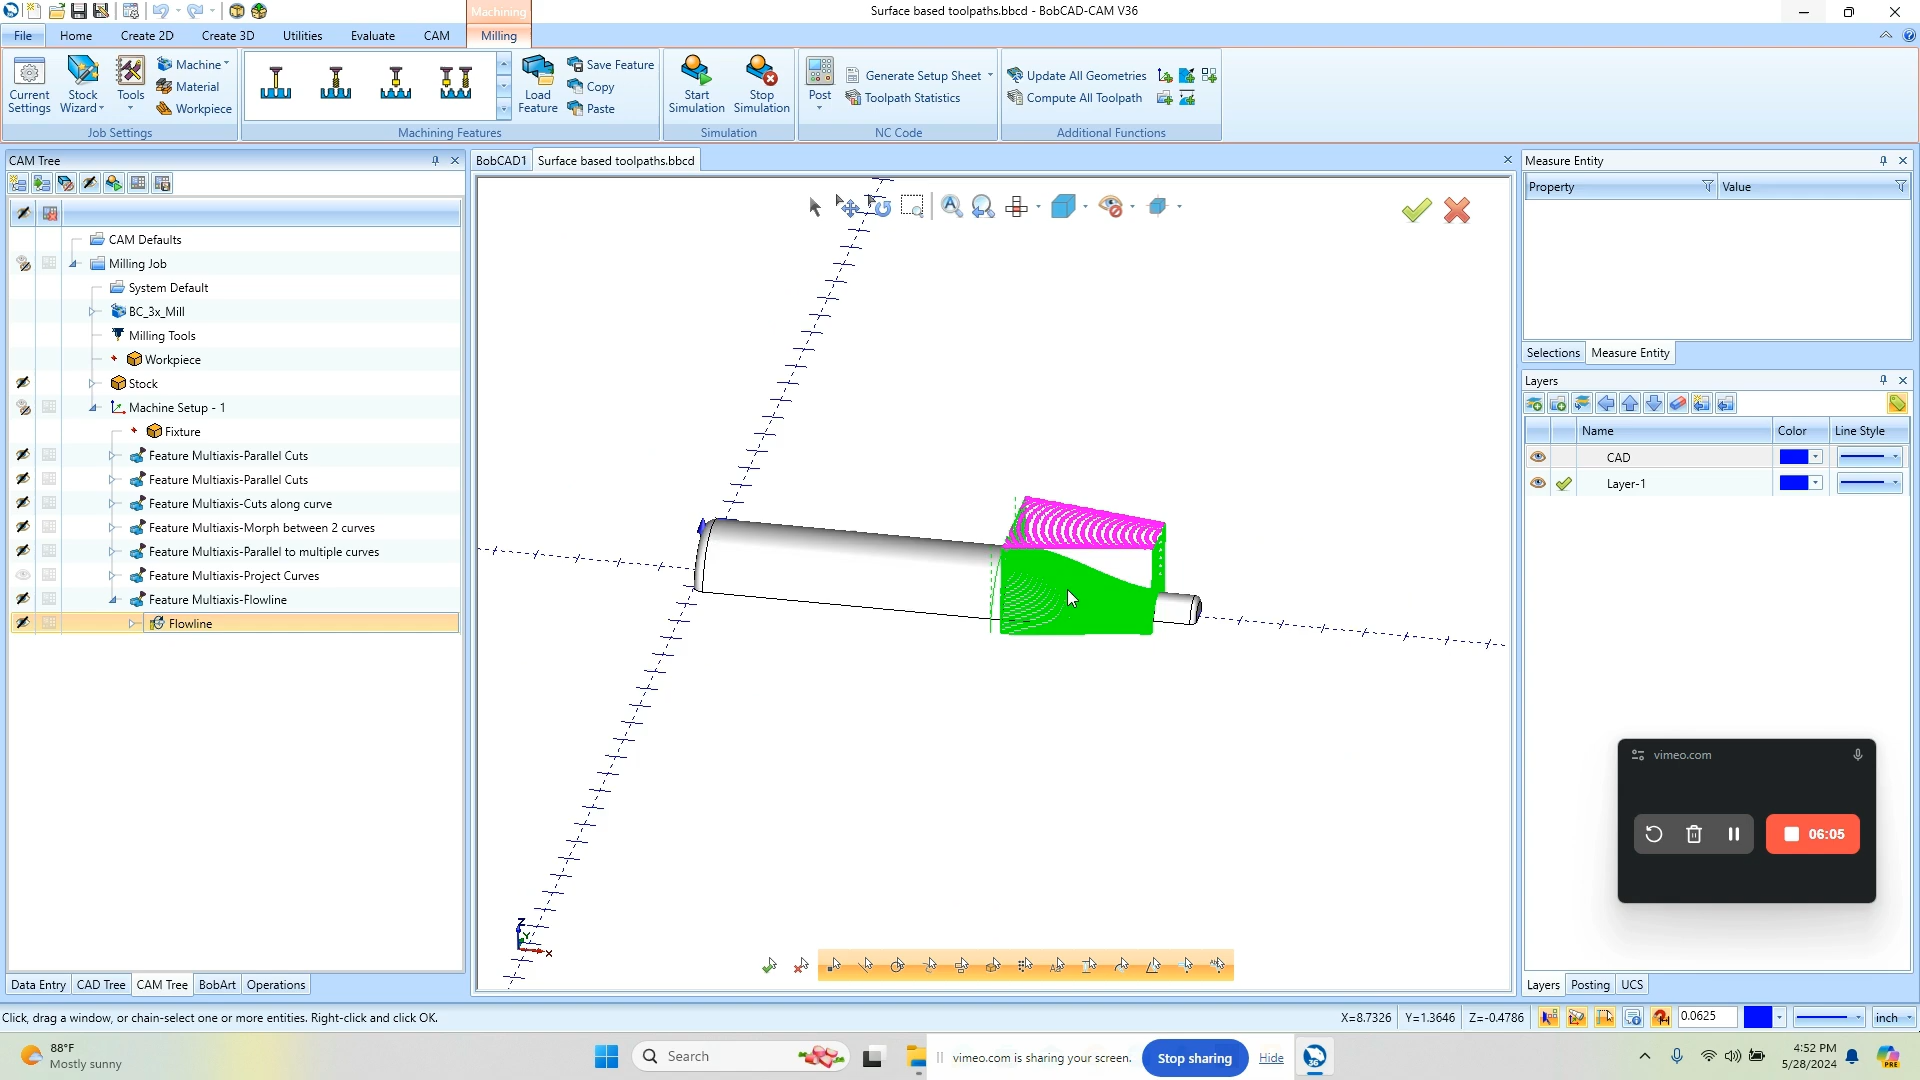 Machining
Surface based toolpaths.bbcd - BobCAD-CAM V36
File Home Create 2D Create 3D Utilities Evaluate CAM Milling
Current Settings
Stock Wizard
Tools
Machine
Material
Workpiece
Job Settings
Machining Features
Load Feature
Save Feature
Copy
Paste
Start Simulation
Stop Simulation
Simulation
Post
Generate Setup Sheet
Toolpath Statistics
NC Code
Update All Geometries
Compute All Toolpath
Additional Functions
CAM Tree
CAM Defaults
Milling Job
System Default
BC_3x_Mill
Milling Tools
Workpiece
Stock
Machine Setup - 1
Fixture
Feature Multiaxis-Parallel Cuts
Feature Multiaxis-Parallel Cuts
Feature Multiaxis-Cuts along curve
Feature Multiaxis-Morph between 2 curves
Feature Multiaxis-Parallel to multiple curves
Feature Multiaxis-Project Curves
Feature Multiaxis-Flowline
Flowline
Data Entry CAD Tree CAM Tree BobArt Operations
BobCAD1 Surface based toolpaths.bbcd
Z
Y
X
Measure Entity
Property Value
Selections Measure Entity
Layers
Name Color Line Style
CAD
Layer-1
vimeo.com
06:05
Layers Posting UCS
Click, drag a window, or chain-select one or more entities. Right-click and click OK.
X=8.7326 Y=1.3646 Z=-0.4786 0.0625 inch
88°F
Mostly sunny
Search
vimeo.com is sharing your screen. Stop sharing Hide
4:52 PM
5/28/2024
PRE